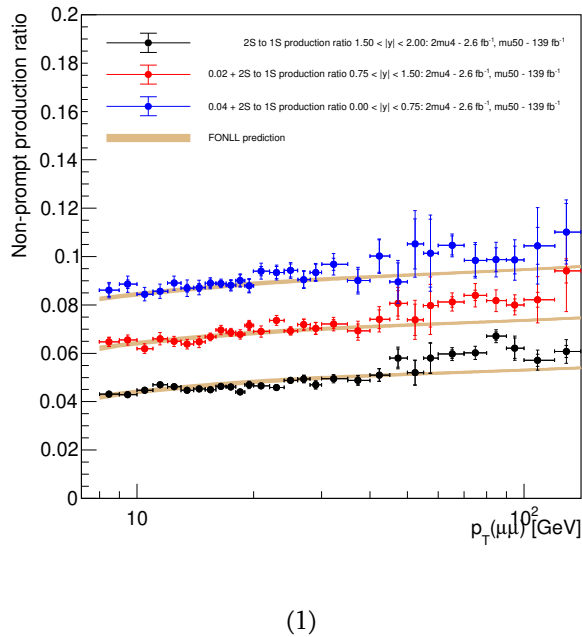 Non-prompt production ratio
0.2
0.18
0.16
0.14
0.12
0.1
0.08
0.06
0.04
0.02
0
2S to 1S production ratio 1.50 < |y| < 2.00: 2mu4 - 2.6 fb⁻¹, mu50 - 139 fb⁻¹
0.02 + 2S to 1S production ratio 0.75 < |y| < 1.50: 2mu4 - 2.6 fb⁻¹, mu50 - 139 fb⁻¹
0.04 + 2S to 1S production ratio 0.00 < |y| < 0.75: 2mu4 - 2.6 fb⁻¹, mu50 - 139 fb⁻¹
FONLL prediction
10
10²
p_T(μμ) [GeV]
(1)